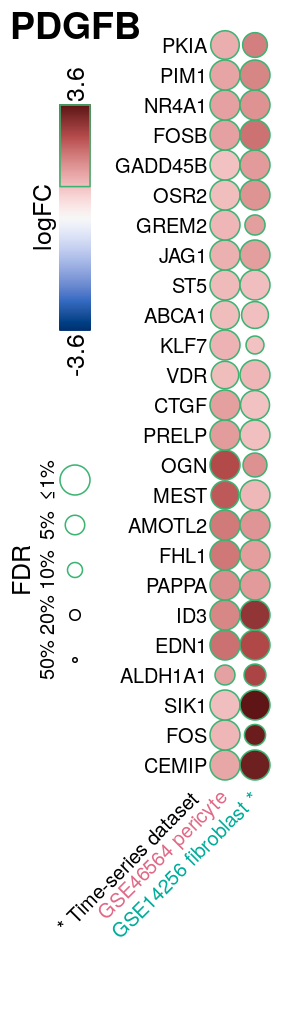 PDGFB
3.6
logFC
-3.6
FDR
≤1%
5%
10%
20%
50%
PKIA
PIM1
NR4A1
FOSB
GADD45B
OSR2
GREM2
JAG1
ST5
ABCA1
KLF7
VDR
CTGF
PRELP
OGN
MEST
AMOTL2
FHL1
PAPPA
ID3
EDN1
ALDH1A1
SIK1
FOS
CEMIP
* Time-series dataset
GSE46564 pericyte
GSE14256 fibroblast *